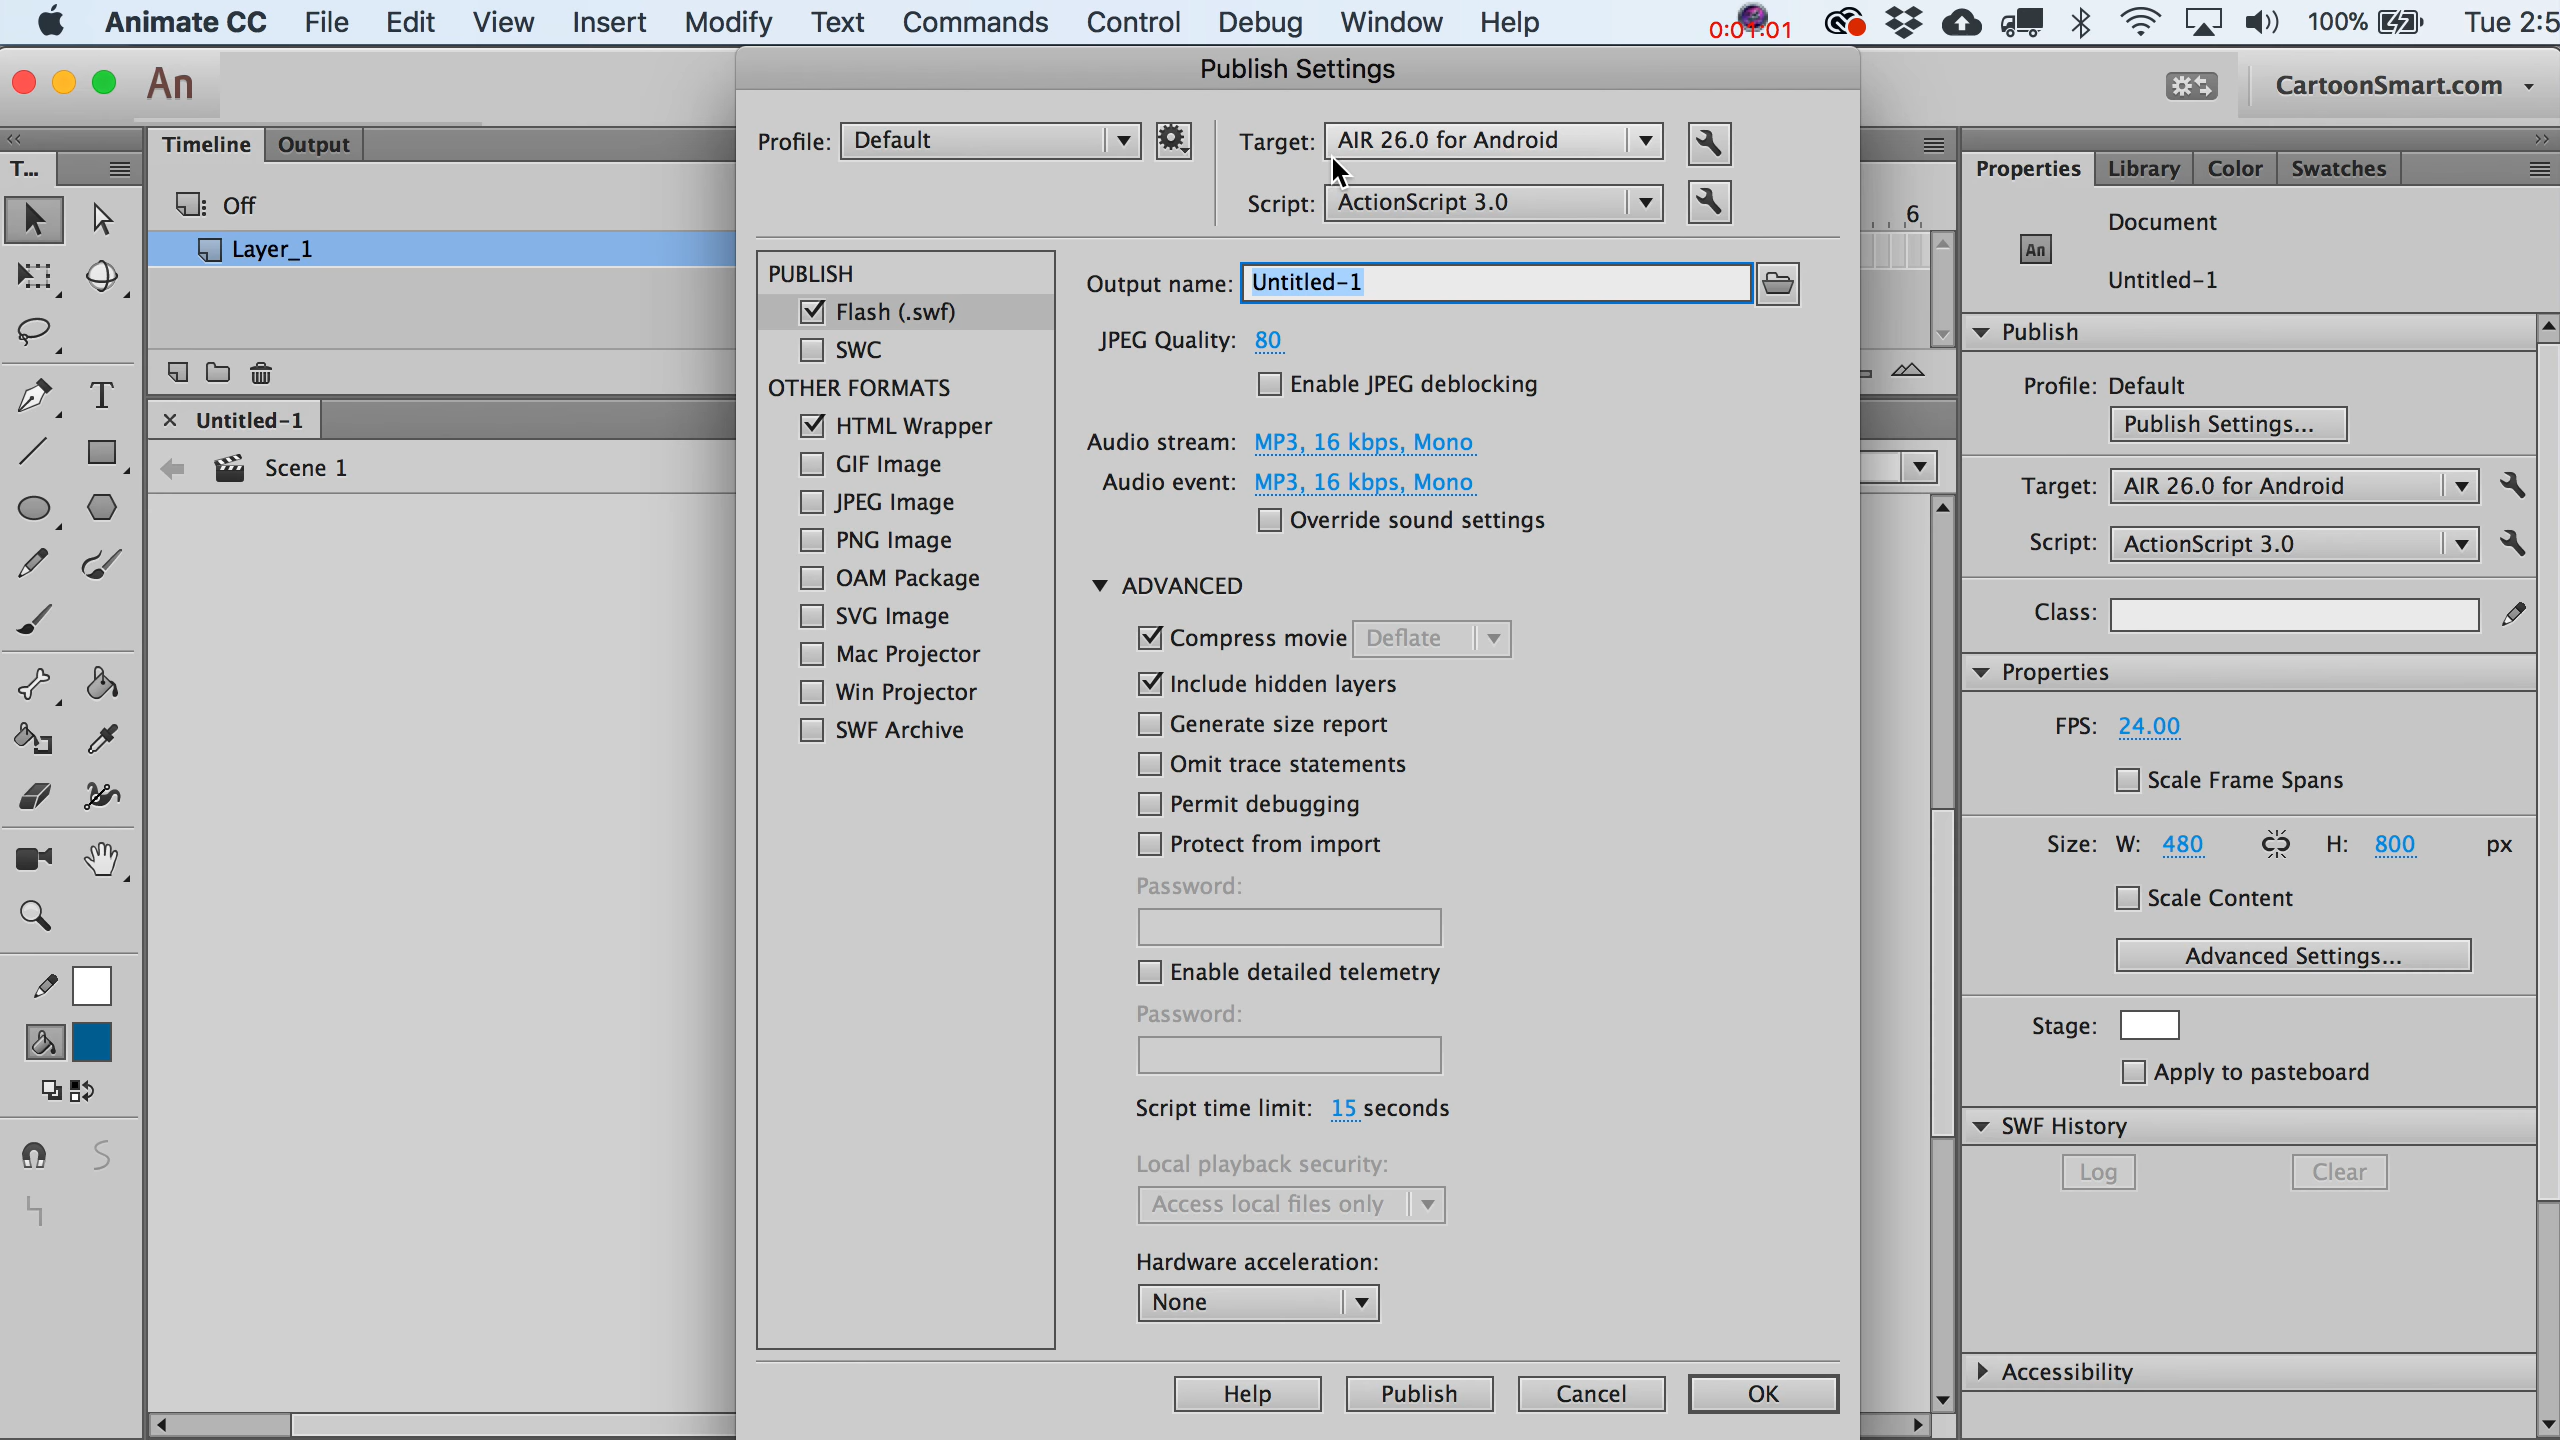 Animate CC File Edit View Insert Modify Text Commands Control Debug Window Help 0:01:01 100% Tue 2:5
An
Publish Settings
CartoonSmart.com
Profile: Default Target: AIR 26.0 for Android
Script: ActionScript 3.0
T...
Timeline Output
Off
Layer_1
6
Untitled-1
Scene 1
PUBLISH
Flash (.swf)
SWC
OTHER FORMATS
HTML Wrapper
GIF Image
JPEG Image
PNG Image
OAM Package
SVG Image
Mac Projector
Win Projector
SWF Archive
Output name: Untitled-1
JPEG Quality: 80
Enable JPEG deblocking
Audio stream: MP3, 16 kbps, Mono
Audio event: MP3, 16 kbps, Mono
Override sound settings
ADVANCED
Compress movie Deflate
Include hidden layers
Generate size report
Omit trace statements
Permit debugging
Protect from import
Password:
Enable detailed telemetry
Password:
Script time limit: 15 seconds
Local playback security:
Access local files only
Hardware acceleration:
None
Help Publish Cancel OK
Properties Library Color Swatches
Document
An
Untitled-1
Publish
Profile: Default
Publish Settings...
Target: AIR 26.0 for Android
Script: ActionScript 3.0
Class:
Properties
FPS: 24.00
Scale Frame Spans
Size: W: 480 H: 800 px
Scale Content
Advanced Settings...
Stage:
Apply to pasteboard
SWF History
Log Clear
Accessibility